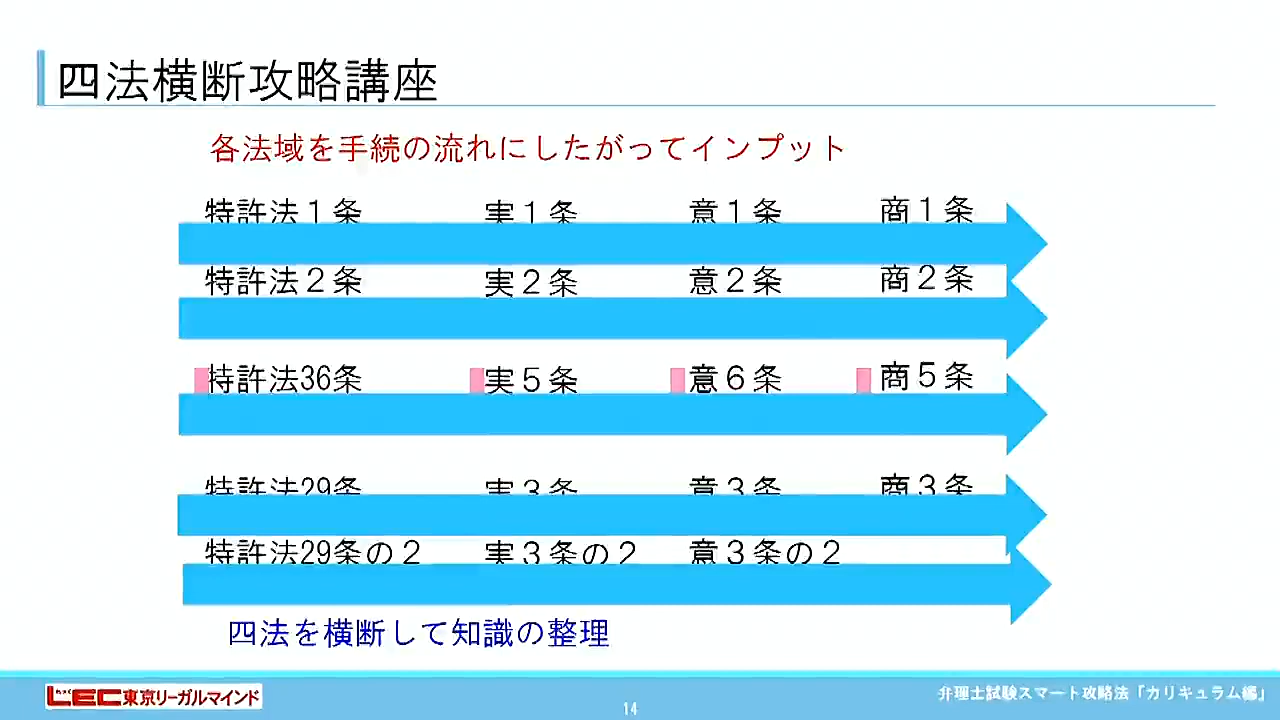 四法横断攻略講座
各法域を手続の流れにしたがってインプット
特許法１条 実１条 意１条 商１条
特許法２条 実２条 意２条 商２条
特許法36条 実５条 意６条 商５条
特許法29条 実３条 意３条 商３条
特許法29条の２ 実３条の２ 意３条の２
四法を横断して知識の整理
LEC東京リーガルマインド
14
弁理士試験スマート攻略法「カリキュラム編」